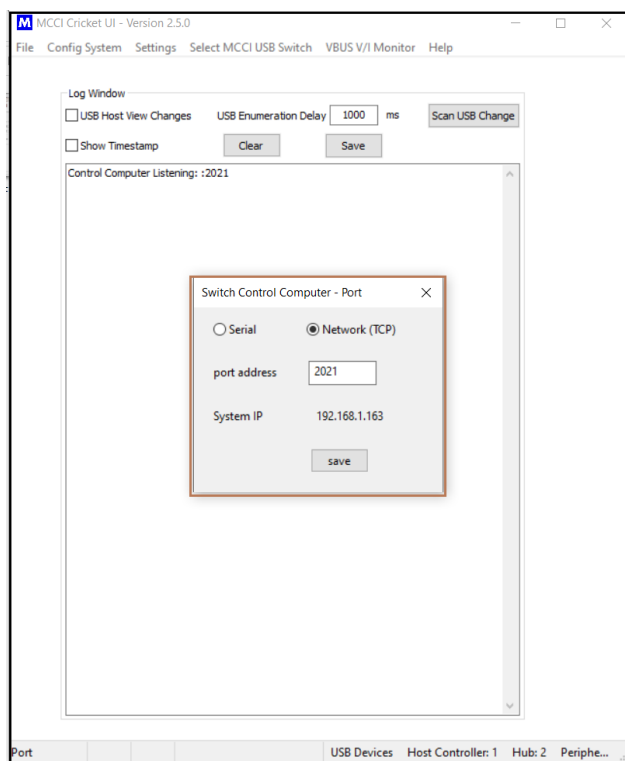 M MCCI Cricket UI - Version 2.5.0
File Config System Settings Select MCCI USB Switch VBUS V/I Monitor Help
Log Window
USB Host View Changes USB Enumeration Delay 1000 ms Scan USB Change
Show Timestamp Clear Save
Control Computer Listening: :2021
Switch Control Computer - Port
Serial Network (TCP)
port address 2021
System IP 192.168.1.163
save
Port USB Devices Host Controller: 1 Hub: 2 Periphe...